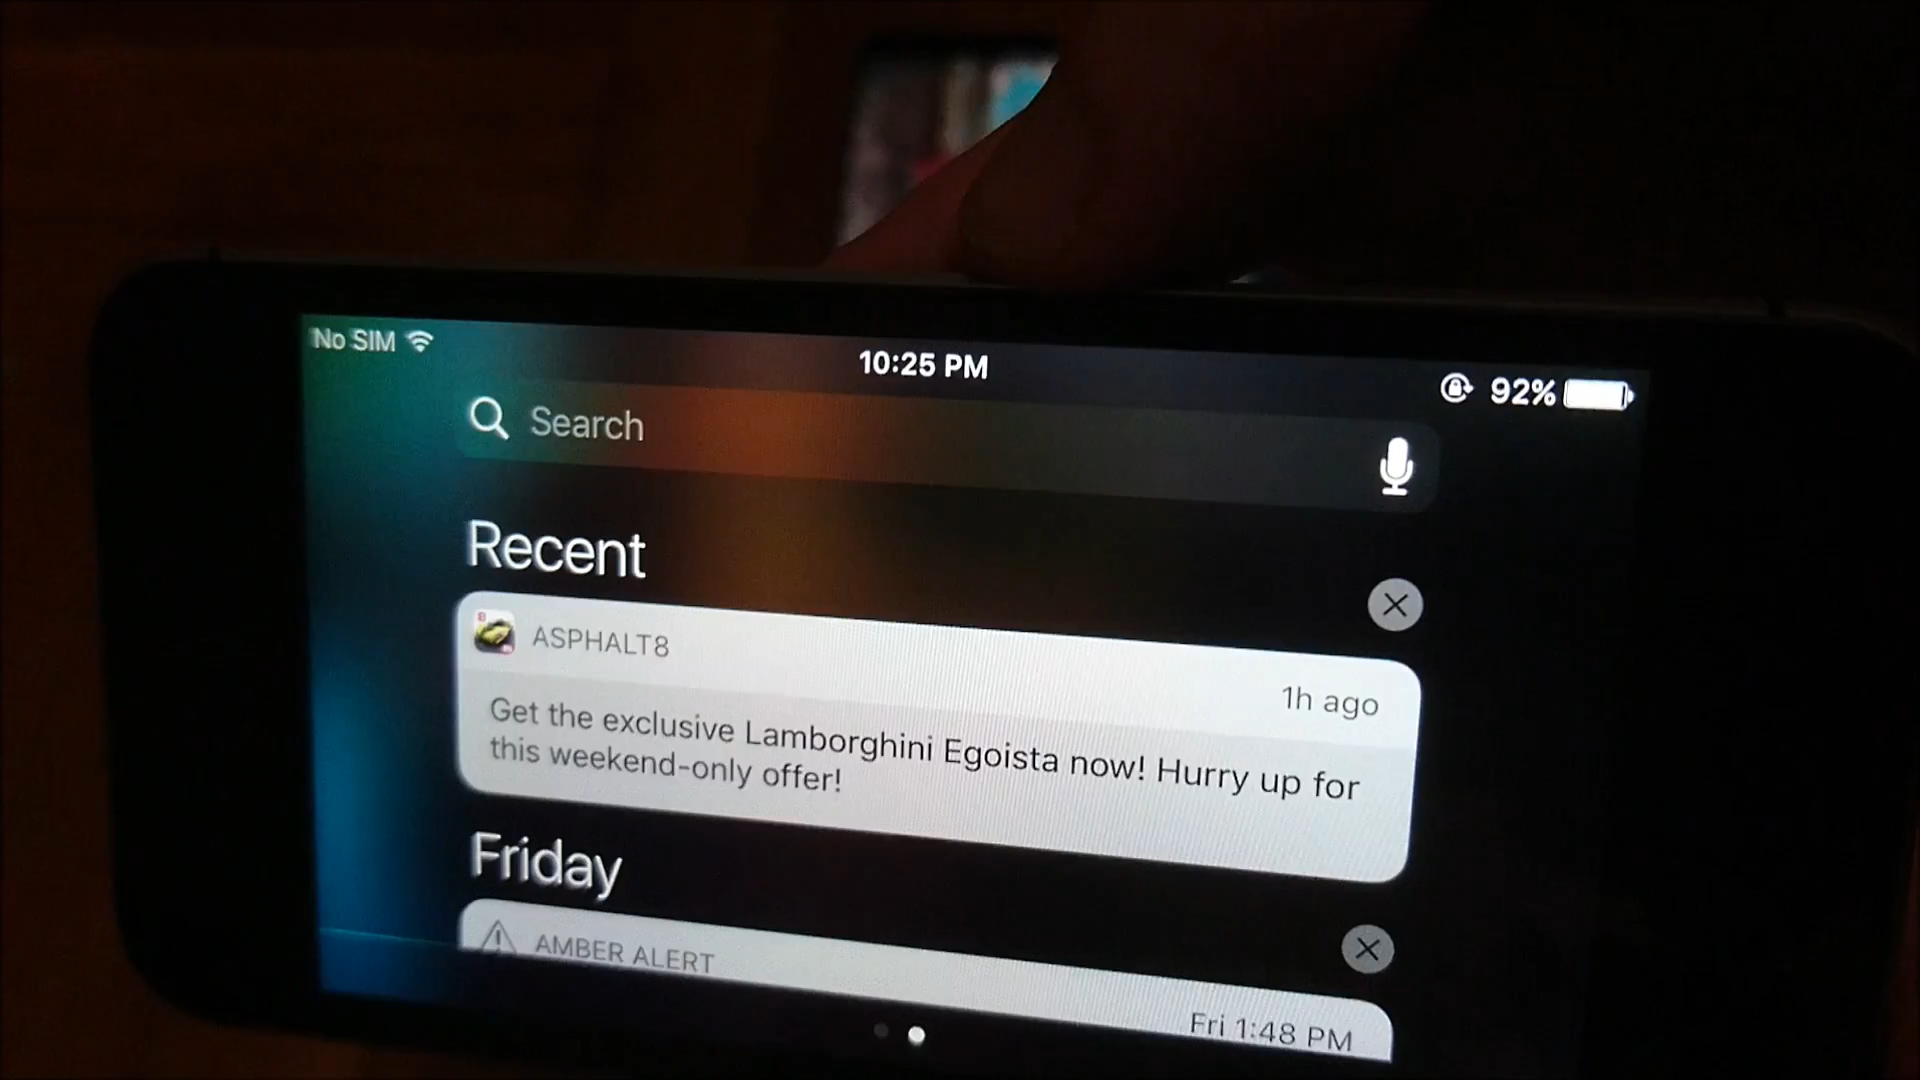 No SIM
10:25 PM
92%
Search
Recent
ASPHALT8
1h ago
Get the exclusive Lamborghini Egoista now! Hurry up for
this weekend-only offer!
Friday
AMBER ALERT
Fri 1:48 PM